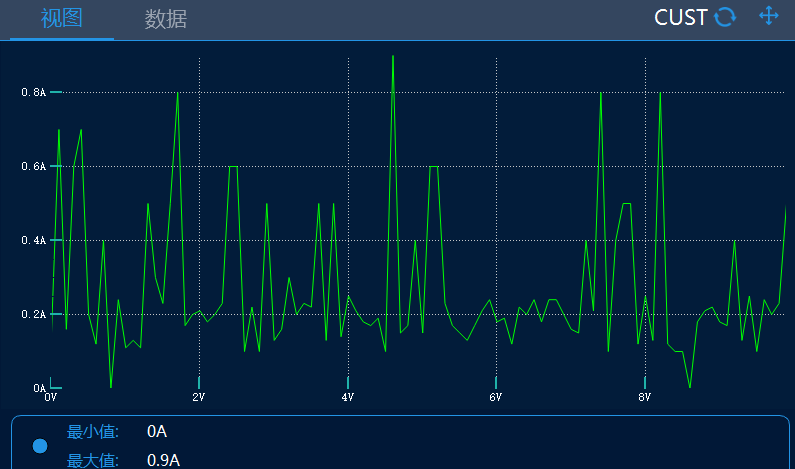 视图 数据 CUST
0.8A
0.6A
0.4A
0.2A
0A
0V 2V 4V 6V 8V
最小值: 0A
最大值: 0.9A